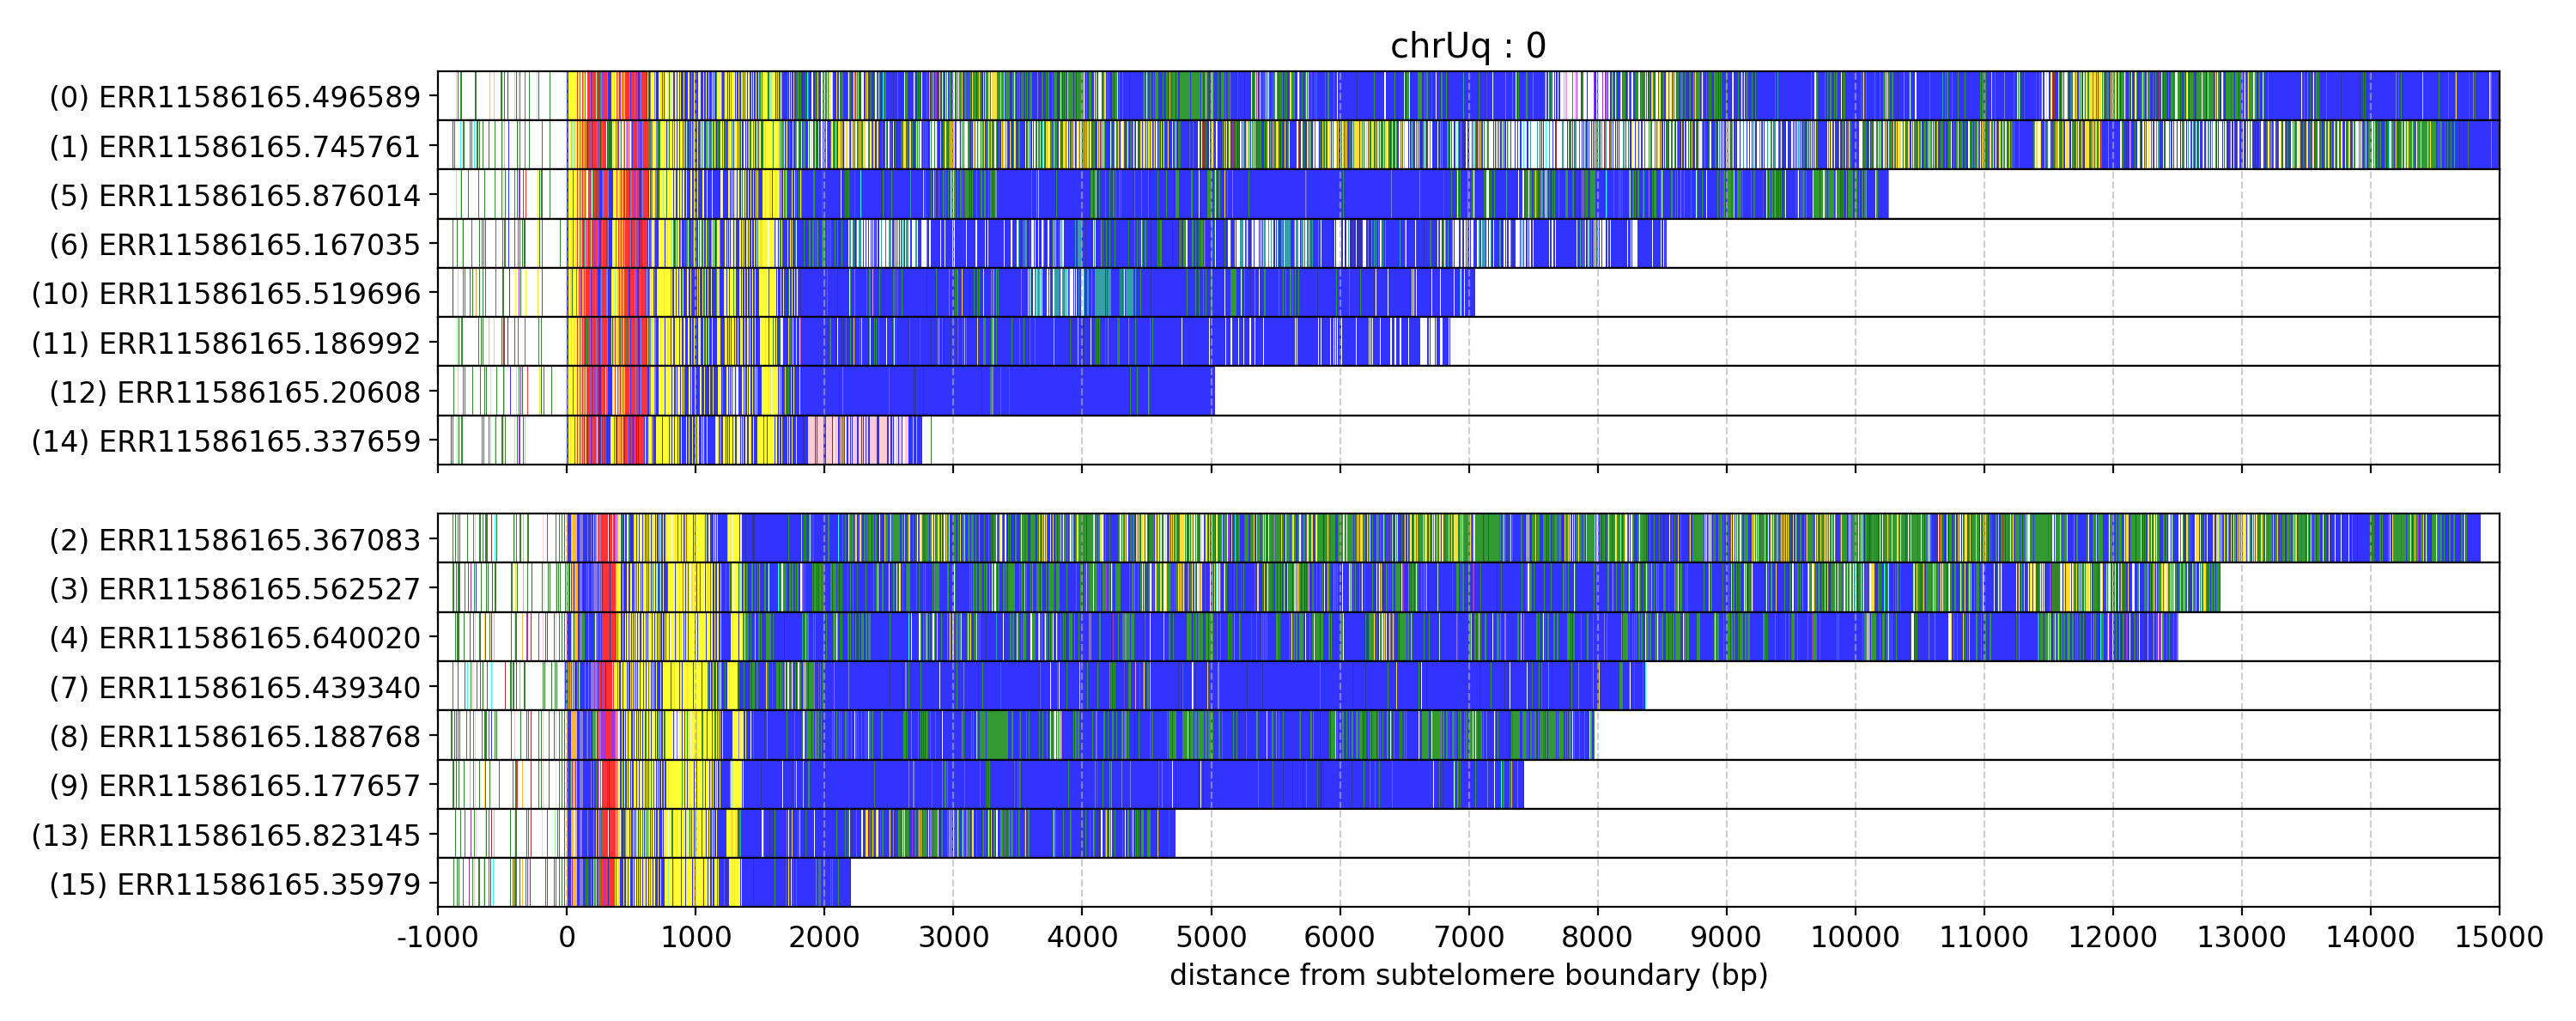 chrUq : 0
(0) ERR11586165.496589
(1) ERR11586165.745761
(5) ERR11586165.876014
(6) ERR11586165.167035
(10) ERR11586165.519696
(11) ERR11586165.186992
(12) ERR11586165.20608
(14) ERR11586165.337659
(2) ERR11586165.367083
(3) ERR11586165.562527
(4) ERR11586165.640020
(7) ERR11586165.439340
(8) ERR11586165.188768
(9) ERR11586165.177657
(13) ERR11586165.823145
(15) ERR11586165.35979
-1000 0 1000 2000 3000 4000 5000 6000 7000 8000 9000 10000 11000 12000 13000 14000 15000
distance from subtelomere boundary (bp)